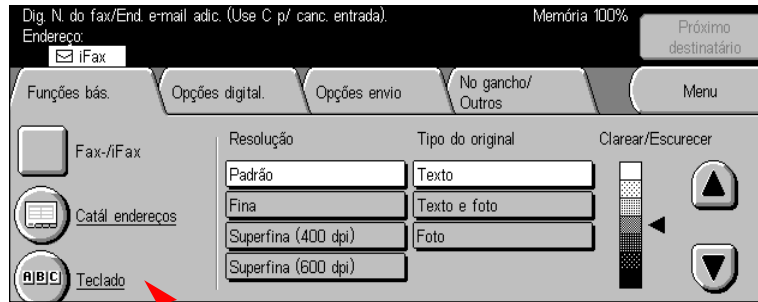 Dig. N. do fax/End. e-mail adic. (Use C p/ canc. entrada).
Memória 100%
Endereço:
iFax
Próximo
destinatário
Funções bás.
Opções digital.
Opções envio
No gancho/
Outros
Menu
Fax-/iFax
Catál endereços
ABC
Teclado
Resolução
Padrão
Fina
Superfina (400 dpi)
Superfina (600 dpi)
Tipo do original
Texto
Texto e foto
Foto
Clarear/Escurecer